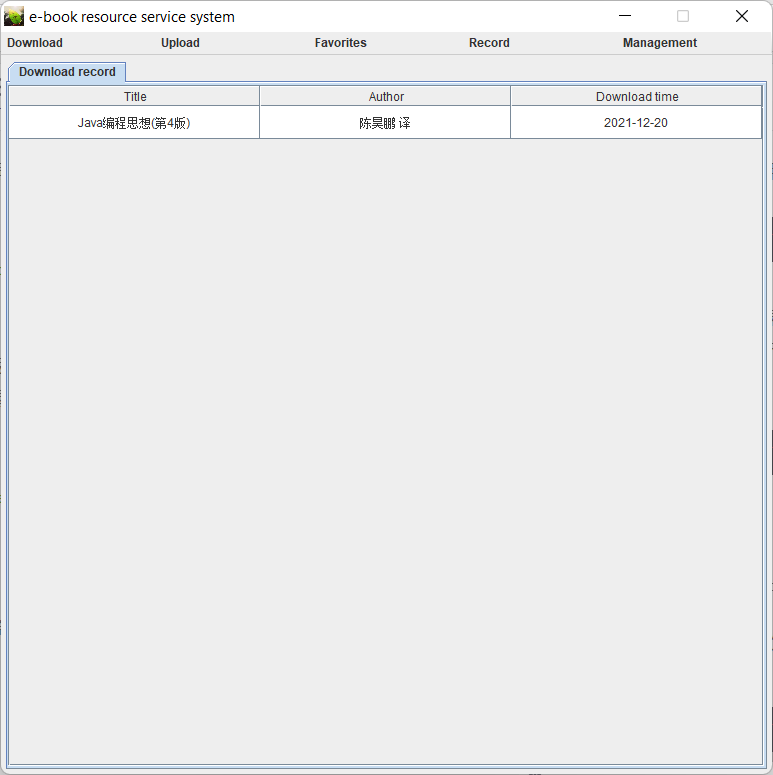 e-book resource service system
Download Upload Favorites Record Management
Download record
Title Author Download time
Java编程思想(第4版) 陈昊鹏 译 2021-12-20